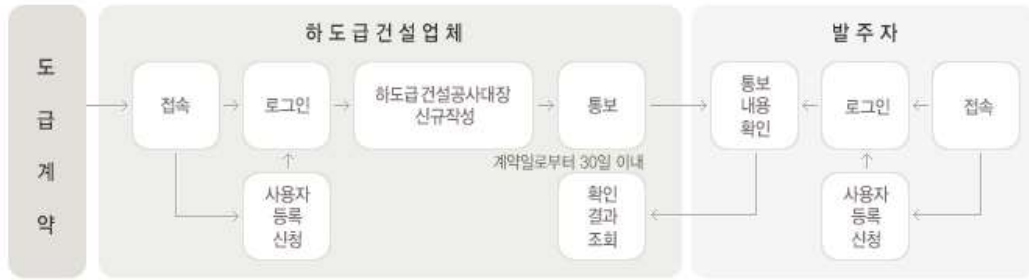 도
급
계
약
하도급건설업체
접속
로그인
하도급 건설공사대장
신규작성
통보
계약일로부터 30일 이내
사용자
등록
신청
확인
결과
조회
발주자
통보
내용
확인
로그인
접속
사용자
등록
신청